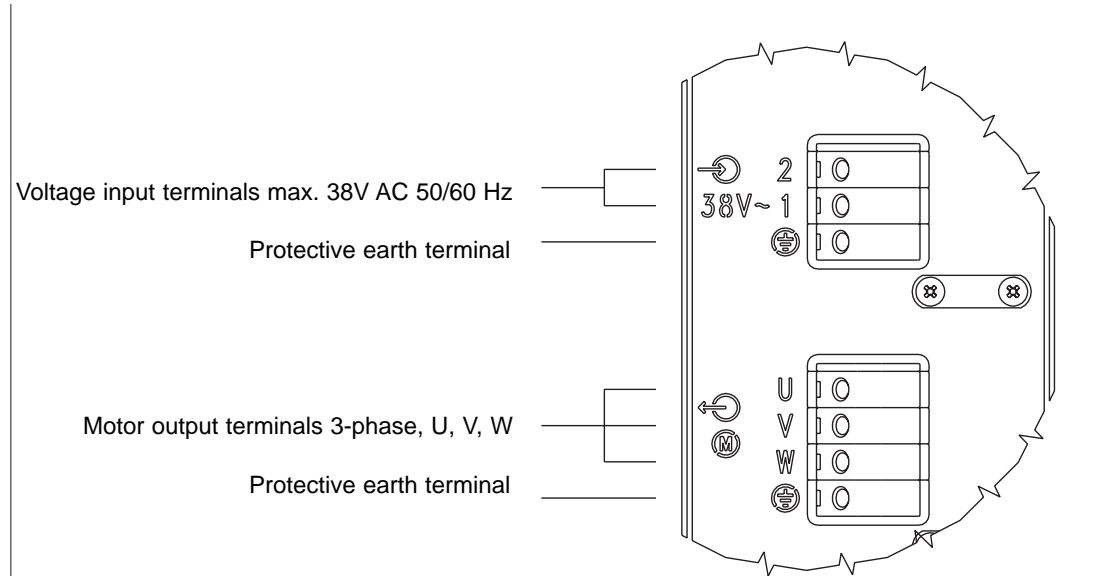 Voltage input terminals max. 38V AC 50/60 Hz
Protective earth terminal
2
38V~ 1
Motor output terminals 3-phase, U, V, W
Protective earth terminal
U
V
M
W